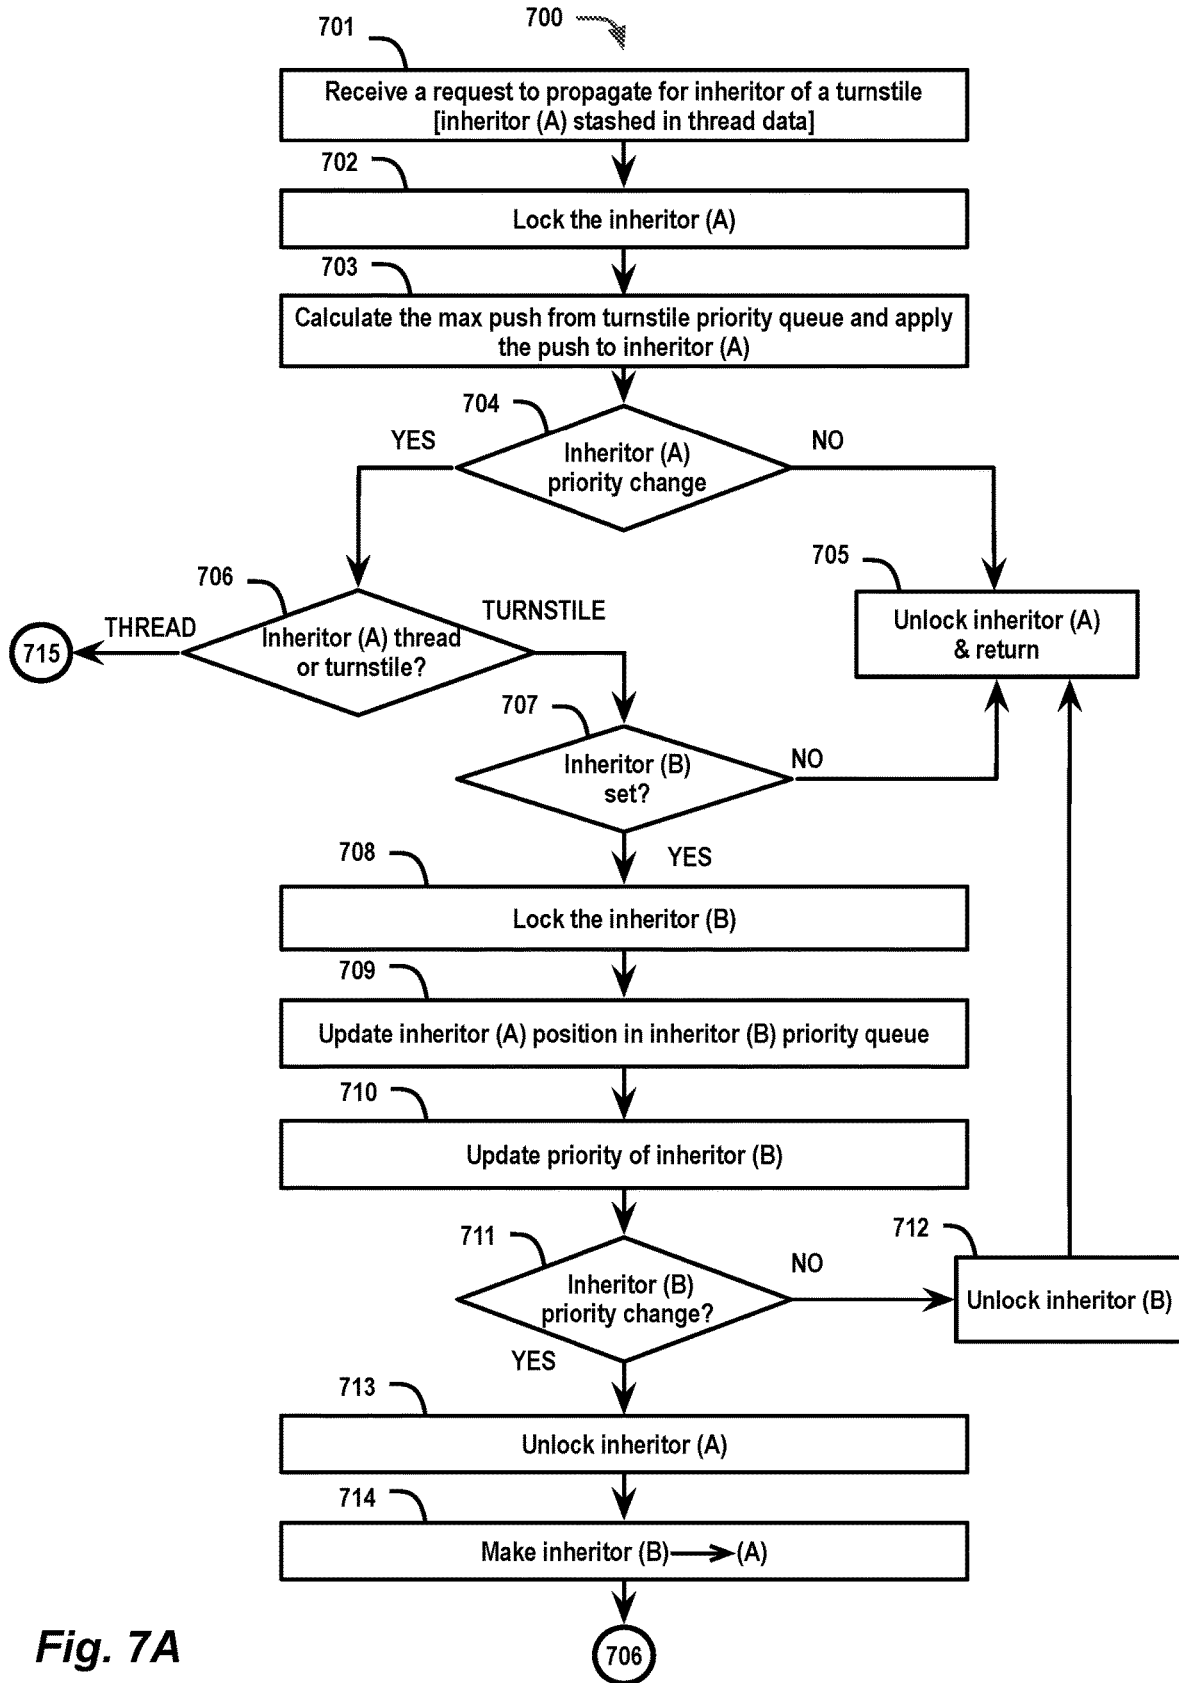 700
701
Receive a request to propagate for inheritor of a turnstile
[inheritor (A) stashed in thread data]
702
Lock the inheritor (A)
703
Calculate the max push from turnstile priority queue and apply
the push to inheritor (A)
704
YES
NO
Inheritor (A)
priority change
705
Unlock inheritor (A)
& return
706
THREAD
TURNSTILE
715
Inheritor (A) thread
or turnstile?
707
Inheritor (B)
set?
NO
YES
708
Lock the inheritor (B)
709
Update inheritor (A) position in inheritor (B) priority queue
710
Update priority of inheritor (B)
711
Inheritor (B)
priority change?
NO
712
Unlock inheritor (B)
YES
713
Unlock inheritor (A)
714
Make inheritor (B) → (A)
706
Fig. 7A